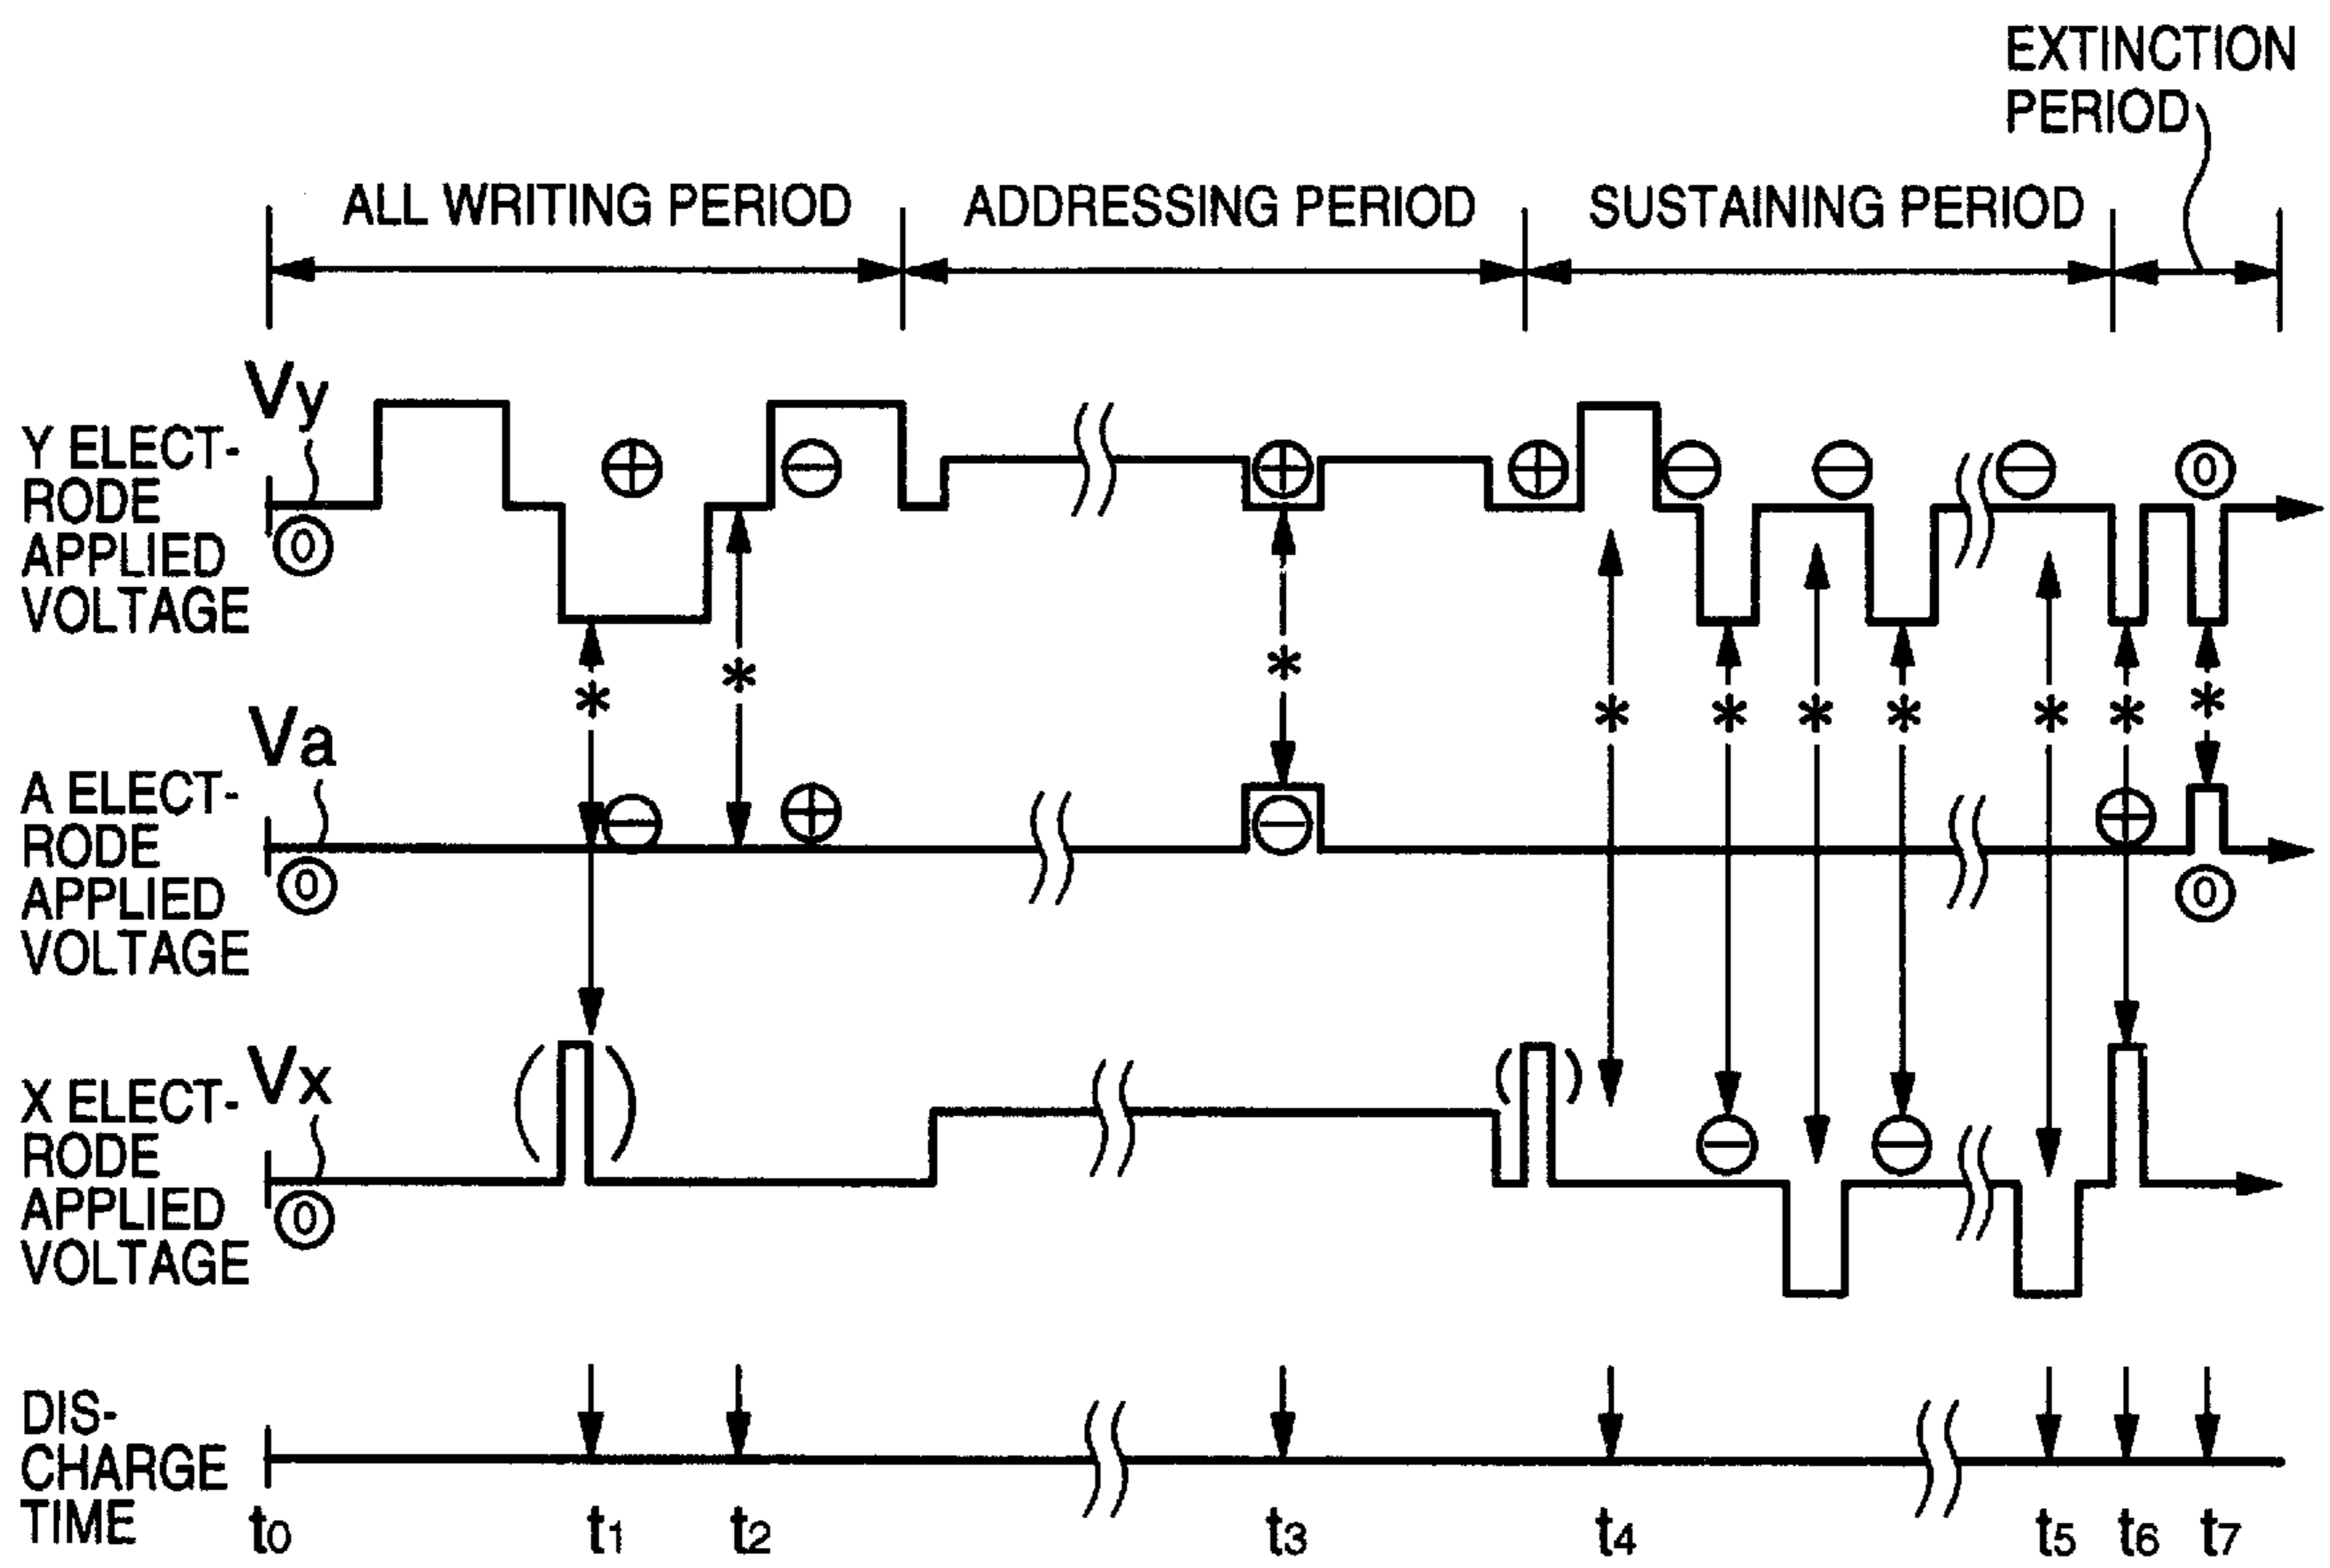 EXTINCTION
PERIOD
ALL WRITING PERIOD
ADDRESSING PERIOD
SUSTAINING PERIOD
Vy
Y ELECT-
RODE
APPLIED
VOLTAGE
0
⊕
⊖
⊕
⊕
⊖
⊖
⊖
0
* * * * * * * * * *
Va
A ELECT-
RODE
APPLIED
VOLTAGE
0
⊖
⊕
⊖
⊕
0
Vx
X ELECT-
RODE
APPLIED
VOLTAGE
0
( )
( )
⊖
⊖
DIS-
CHARGE
TIME
t0 t1 t2 t3 t4 t5 t6 t7